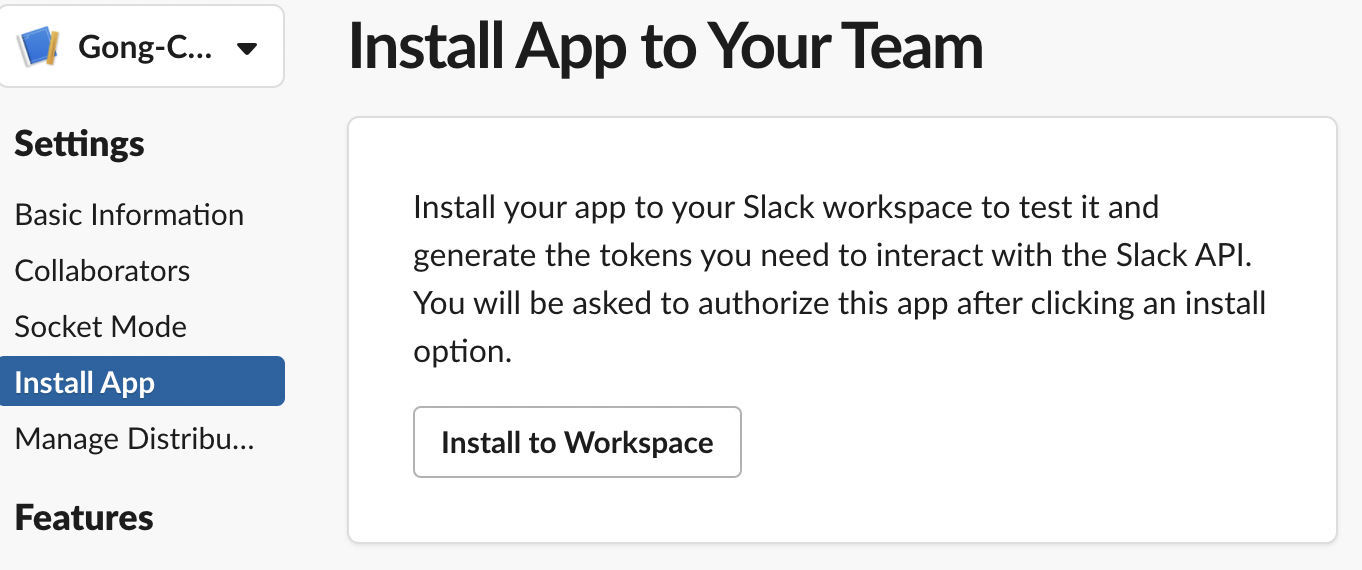 Gong-C...
Install App to Your Team
Settings
Basic Information
Collaborators
Socket Mode
Install App
Manage Distribu...
Features
Install your app to your Slack workspace to test it and
generate the tokens you need to interact with the Slack API.
You will be asked to authorize this app after clicking an install
option.
Install to Workspace